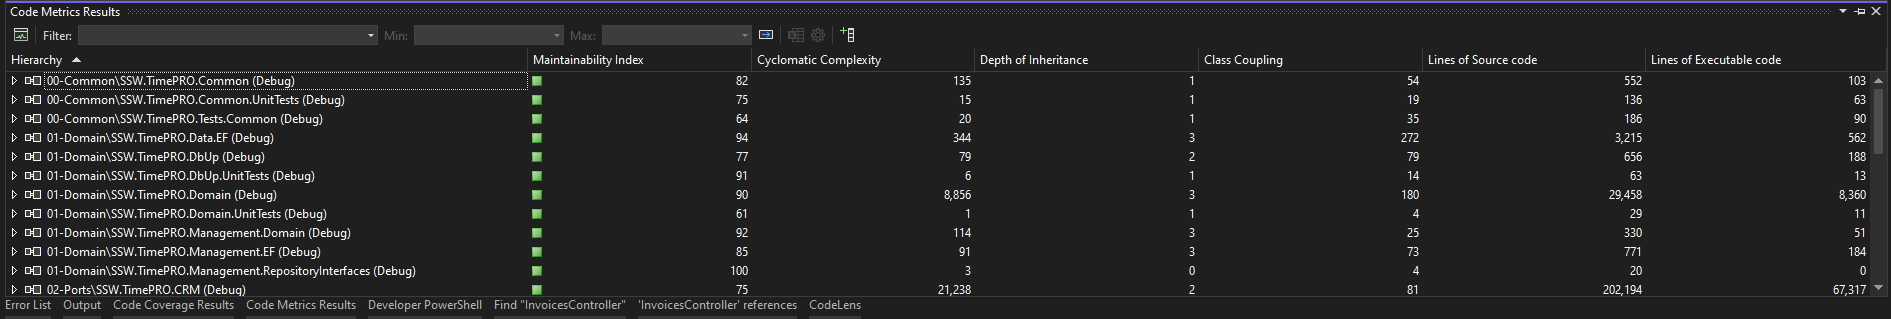 Code Metrics Results
Filter: Min: Max:
Hierarchy Maintainability Index Cyclomatic Complexity Depth of Inheritance Class Coupling Lines of Source code Lines of Executable code
00-Common\SSW.TimePRO.Common (Debug) 82 135 1 54 552 103
00-Common\SSW.TimePRO.Common.UnitTests (Debug) 75 15 1 19 136 63
00-Common\SSW.TimePRO.Tests.Common (Debug) 64 20 1 35 186 90
01-Domain\SSW.TimePRO.Data.EF (Debug) 94 344 3 272 3,215 562
01-Domain\SSW.TimePRO.DbUp (Debug) 77 79 2 79 656 188
01-Domain\SSW.TimePRO.DbUp.UnitTests (Debug) 91 6 1 14 63 13
01-Domain\SSW.TimePRO.Domain (Debug) 90 8,856 3 180 29,458 8,360
01-Domain\SSW.TimePRO.Domain.UnitTests (Debug) 61 1 1 4 29 11
01-Domain\SSW.TimePRO.Management.Domain (Debug) 92 114 3 25 330 51
01-Domain\SSW.TimePRO.Management.EF (Debug) 85 91 3 73 771 184
01-Domain\SSW.TimePRO.Management.RepositoryInterfaces (Debug) 100 3 0 4 20 0
02-Ports\SSW.TimePRO.CRM (Debug) 75 21,238 2 81 202,194 67,317
Error List Output Code Coverage Results Code Metrics Results Developer PowerShell Find "InvoicesController" 'InvoicesController' references CodeLens